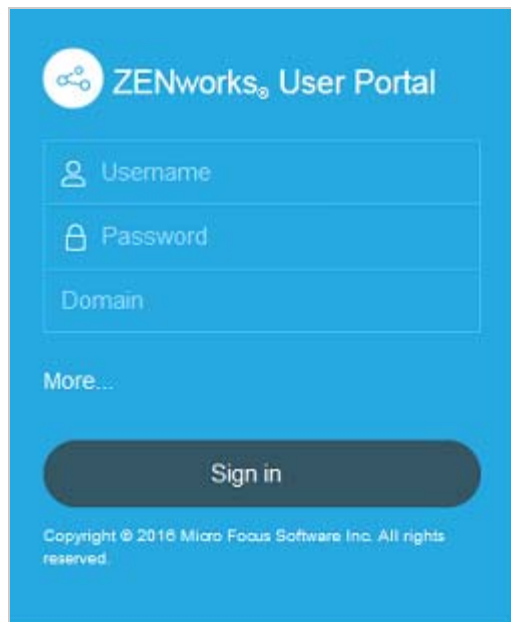 ZENworks® User Portal
Username
Password
Domain
More...
Sign in
Copyright © 2016 Micro Focus Software Inc. All rights
reserved.